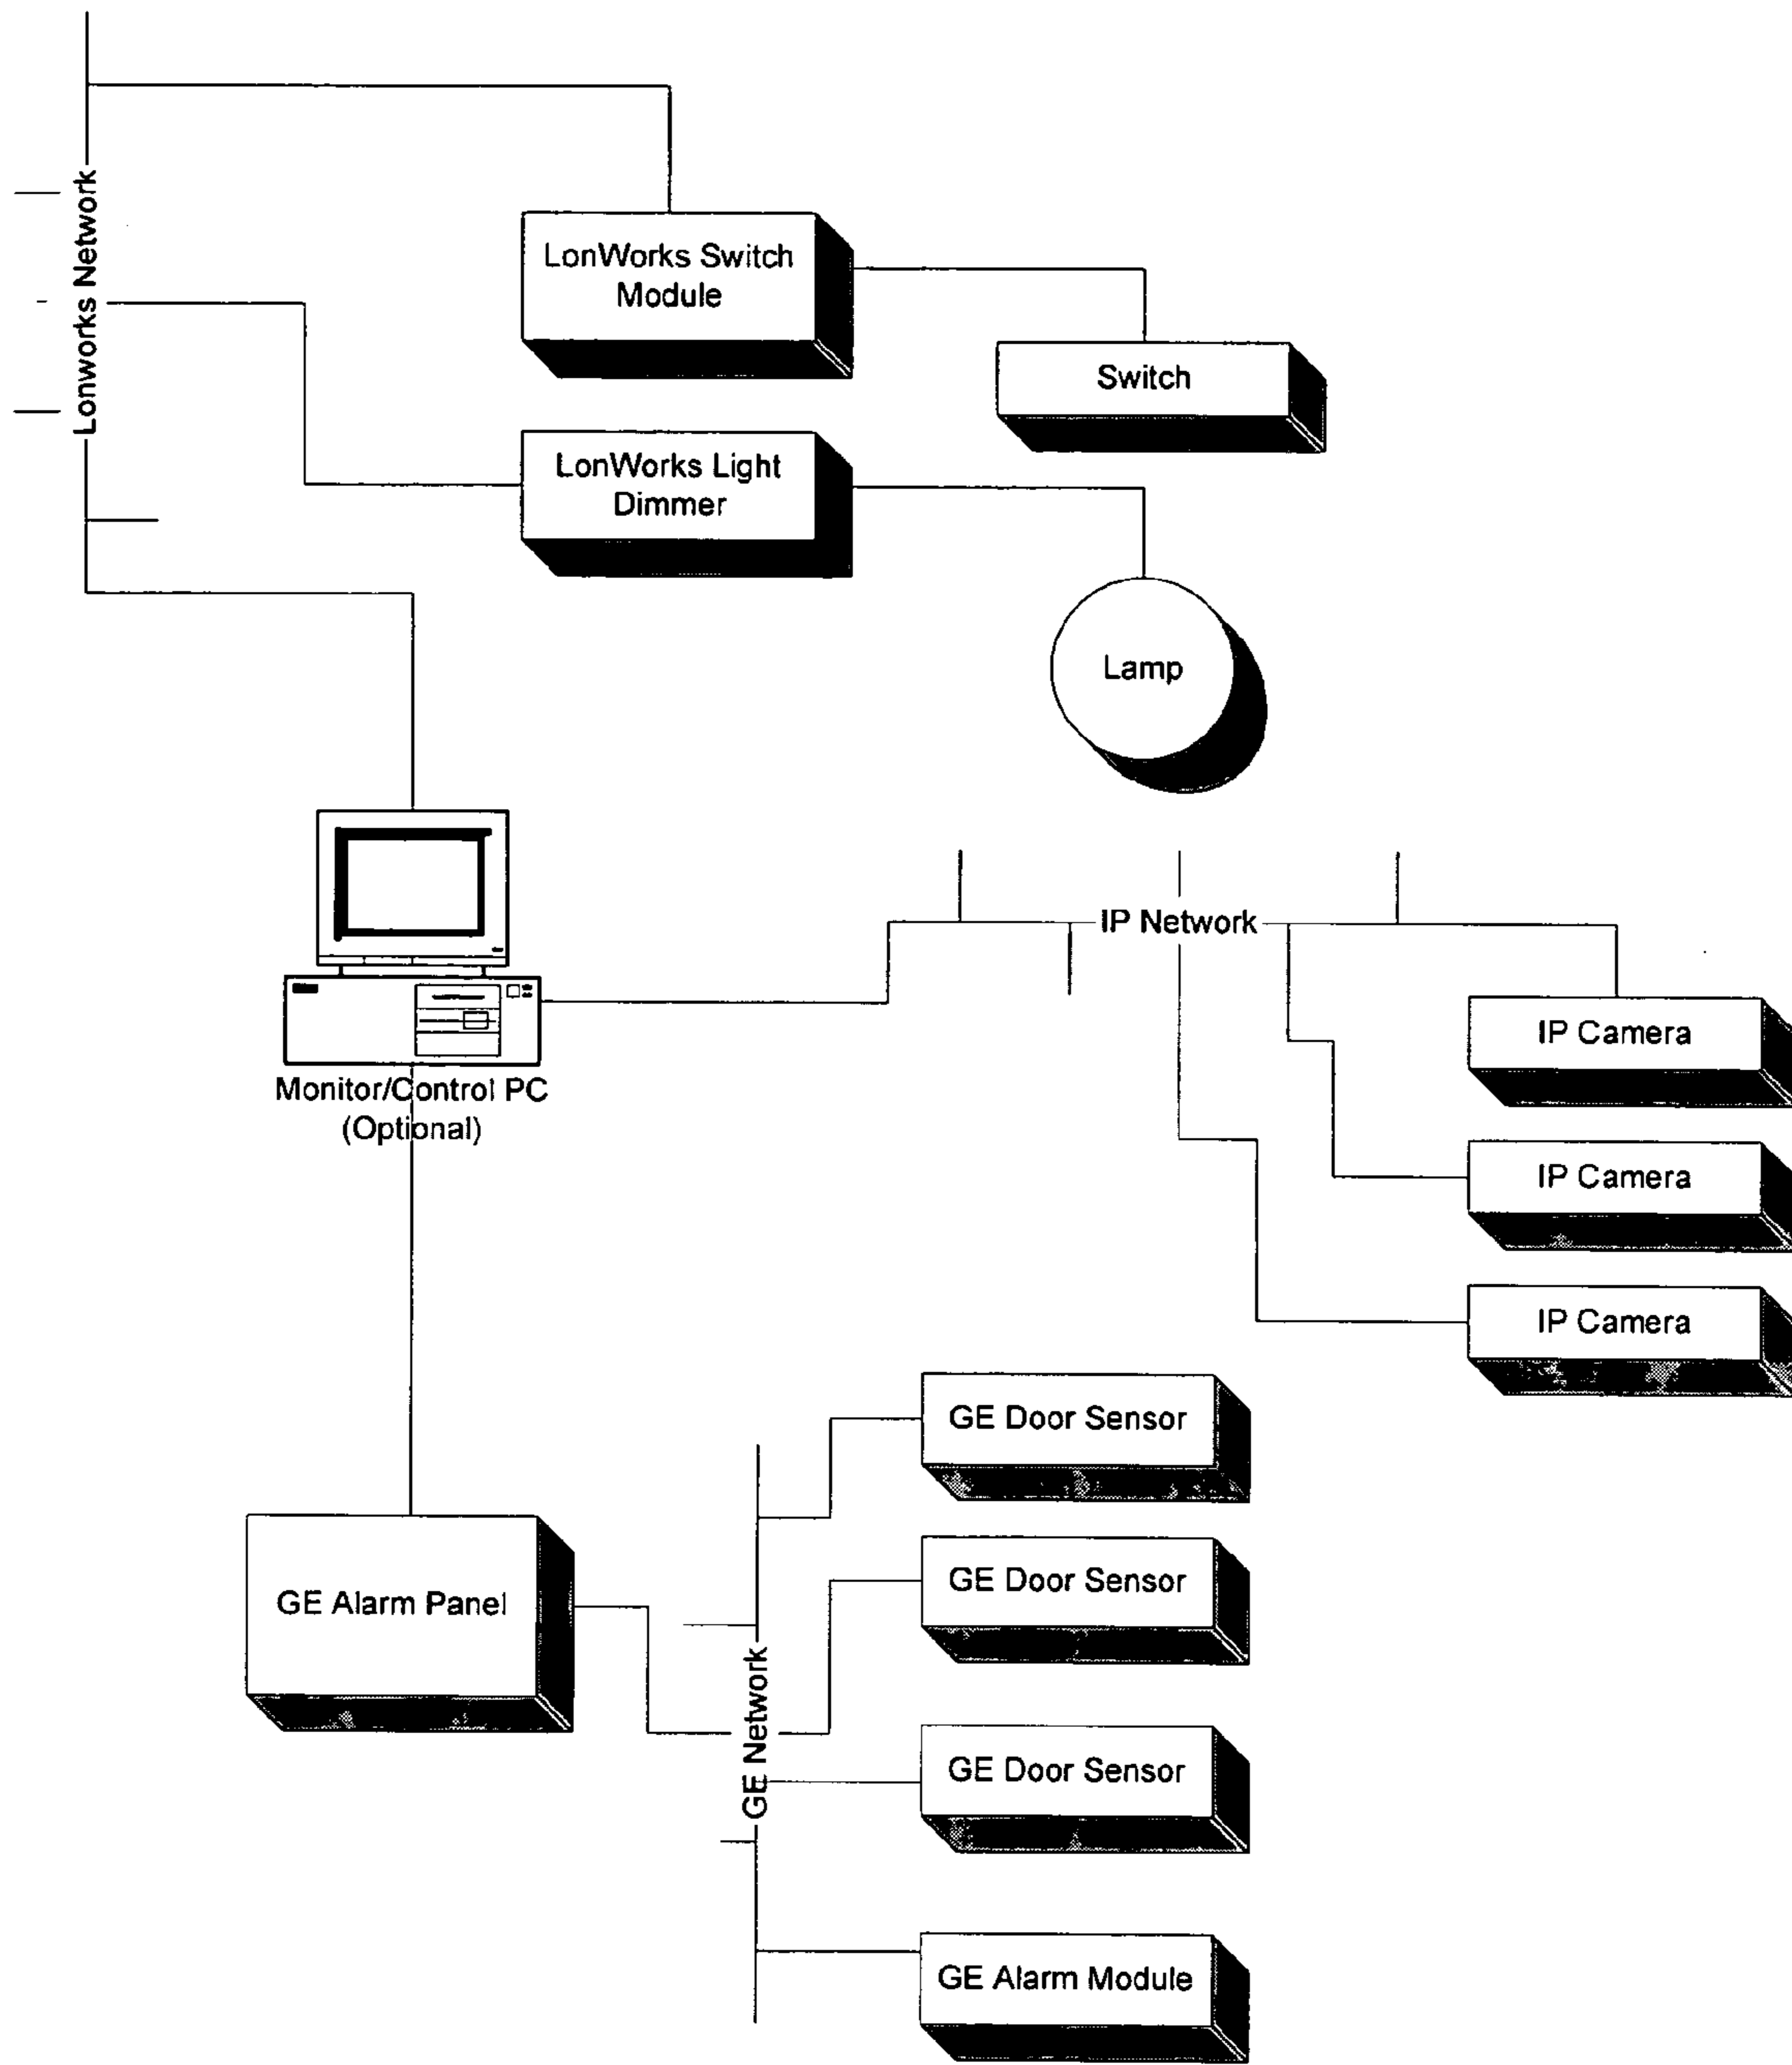 Lonworks Network
LonWorks Switch
Module
Switch
LonWorks Light
Dimmer
Lamp
IP Network
IP Camera
Monitor/Control PC
(Optional)
IP Camera
IP Camera
GE Door Sensor
GE Door Sensor
GE Alarm Panel
GE Network
GE Door Sensor
GE Alarm Module